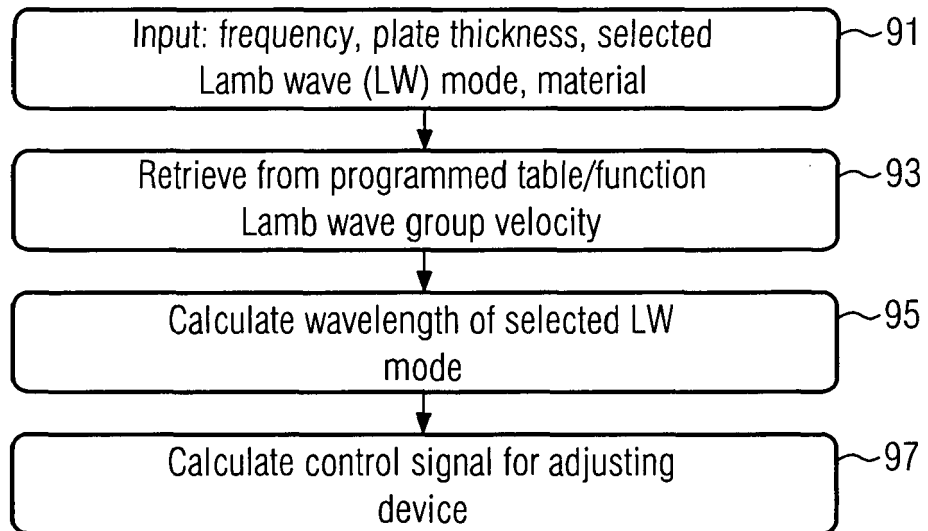 Input: frequency, plate thickness, selected
Lamb wave (LW) mode, material
91
Retrieve from programmed table/function
Lamb wave group velocity
93
Calculate wavelength of selected LW
mode
95
Calculate control signal for adjusting
device
97